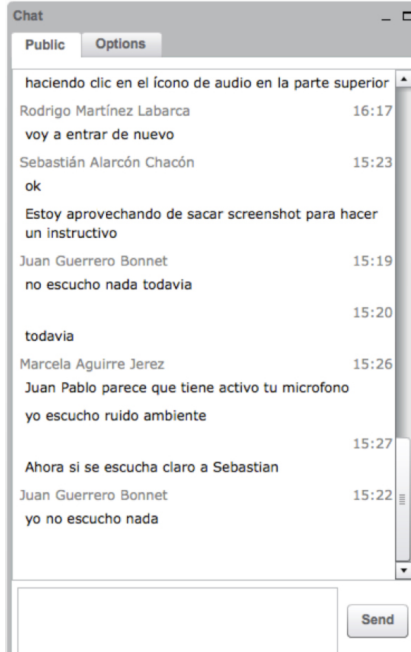 Chat
Public Options
haciendo clic en el ícono de audio en la parte superior
Rodrigo Martínez Labarca 16:17
voy a entrar de nuevo
Sebastián Alarcón Chacón 15:23
ok
Estoy aprovechando de sacar screenshot para hacer
un instructivo
Juan Guerrero Bonnet 15:19
no escucho nada todavia
15:20
todavia
Marcela Aguirre Jerez 15:26
Juan Pablo parece que tiene activo tu microfono
yo escucho ruido ambiente
15:27
Ahora si se escucha claro a Sebastian
Juan Guerrero Bonnet 15:22
yo no escucho nada
Send